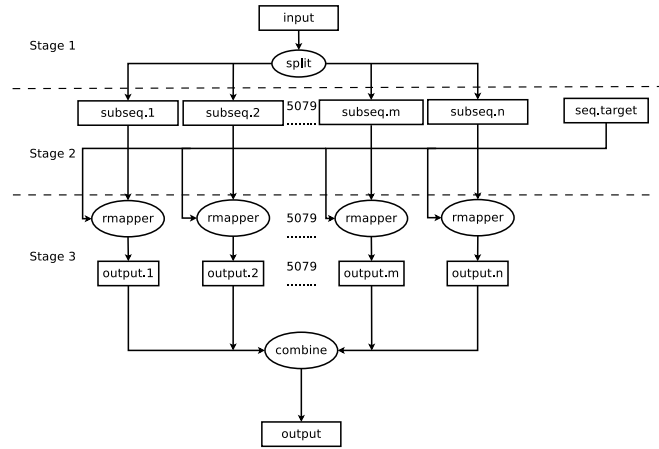 input
Stage 1
split
subseq.1 subseq.2 5079 ....... subseq.m subseq.n seq.target
Stage 2
rmapper rmapper 5079 ....... rmapper rmapper
Stage 3
output.1 output.2 5079 ....... output.m output.n
combine
output